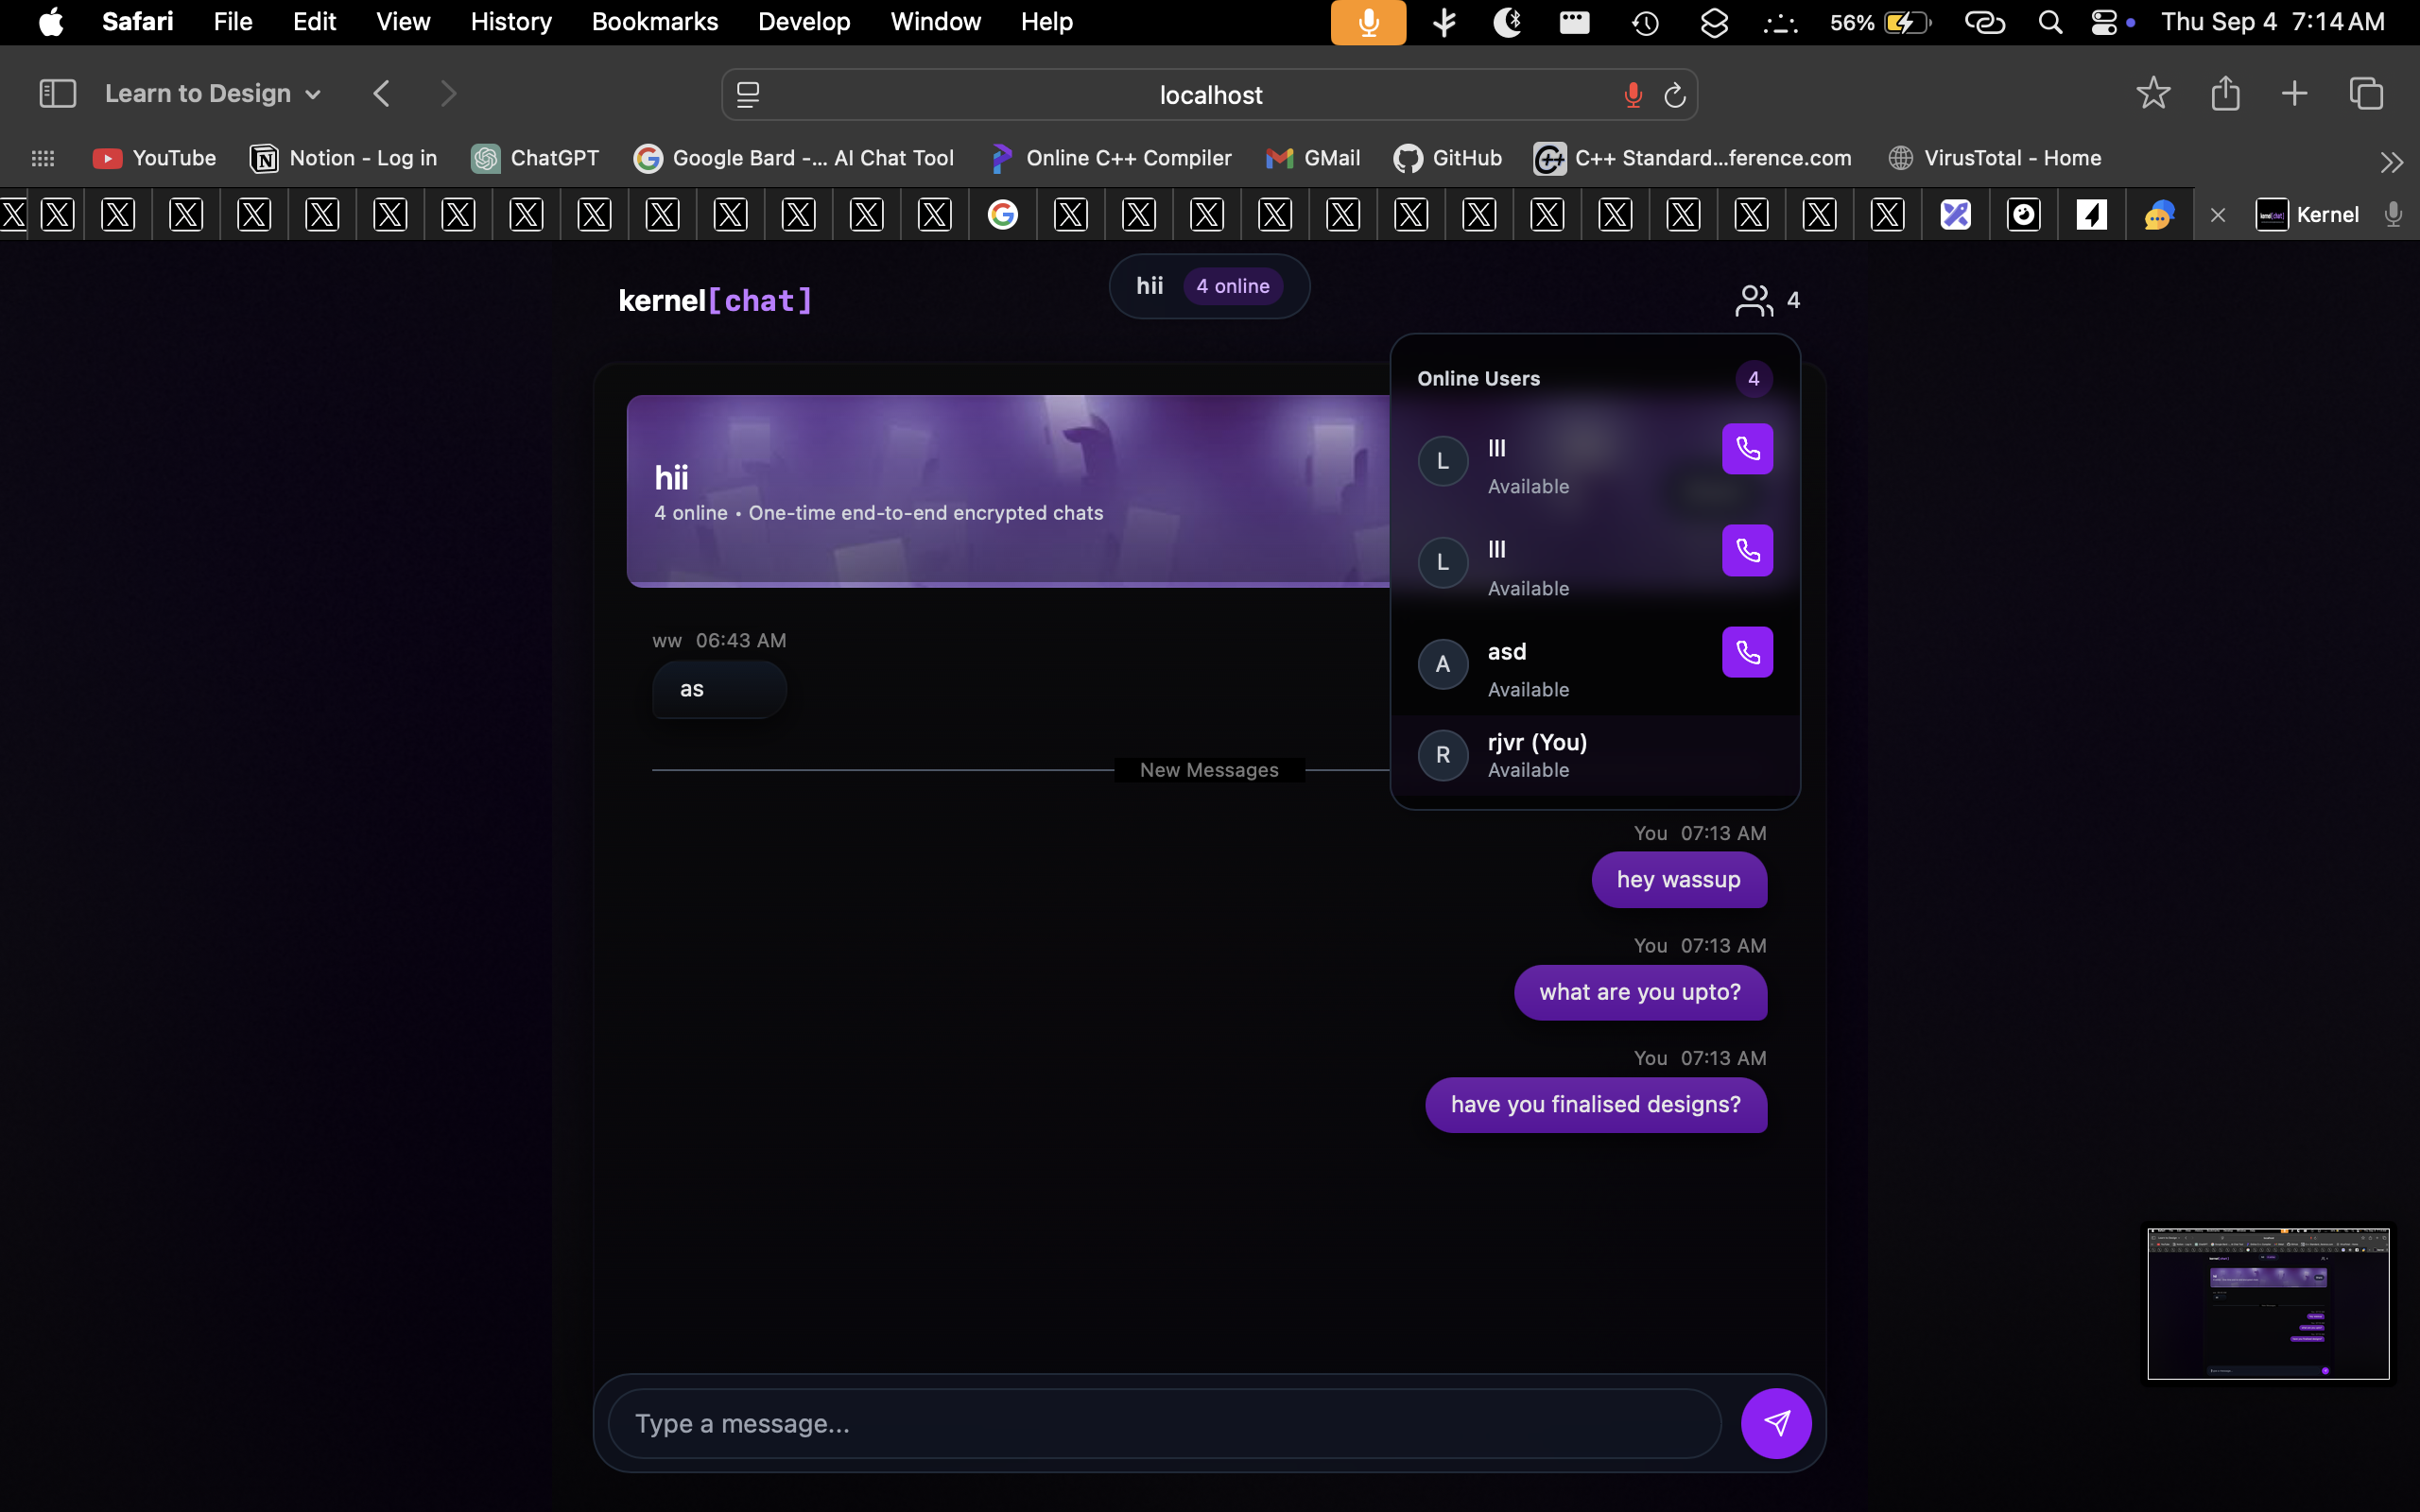 Safari File Edit View History Bookmarks Develop Window Help 56% Thu Sep 4 7:14 AM
Learn to Design localhost
YouTube Notion - Log in ChatGPT Google Bard -... AI Chat Tool Online C++ Compiler GMail GitHub C++ Standard...ference.com VirusTotal - Home
Kernel
kernel[chat] hii 4 online 4
Online Users 4
hii
4 online • One-time end-to-end encrypted chats
L lll
Available
L lll
Available
A asd
Available
R rjvr (You)
Available
ww 06:43 AM
as
New Messages
You 07:13 AM
hey wassup
You 07:13 AM
what are you upto?
You 07:13 AM
have you finalised designs?
Type a message...